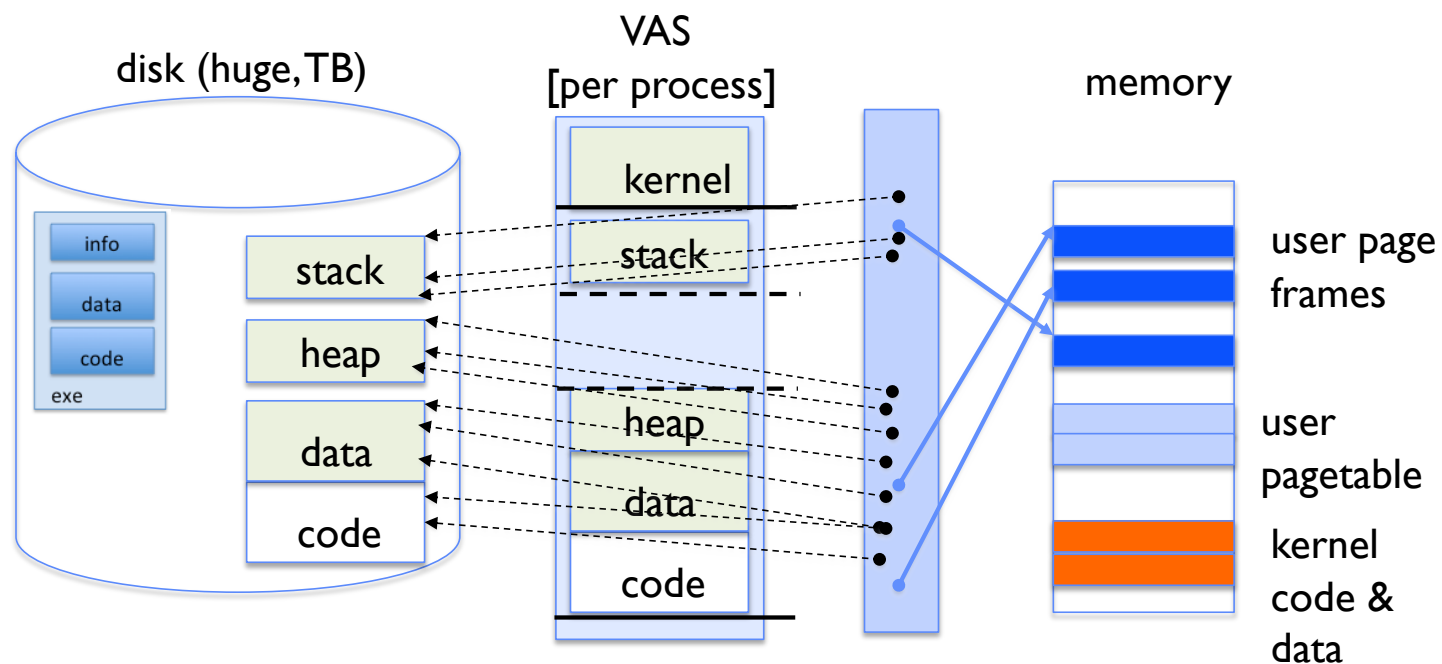 disk (huge, TB)
VAS
[per process]
memory
info
data
code
exe
stack
heap
data
code
kernel
stack
heap
data
code
user page
frames
user
pagetable
kernel
code &
data